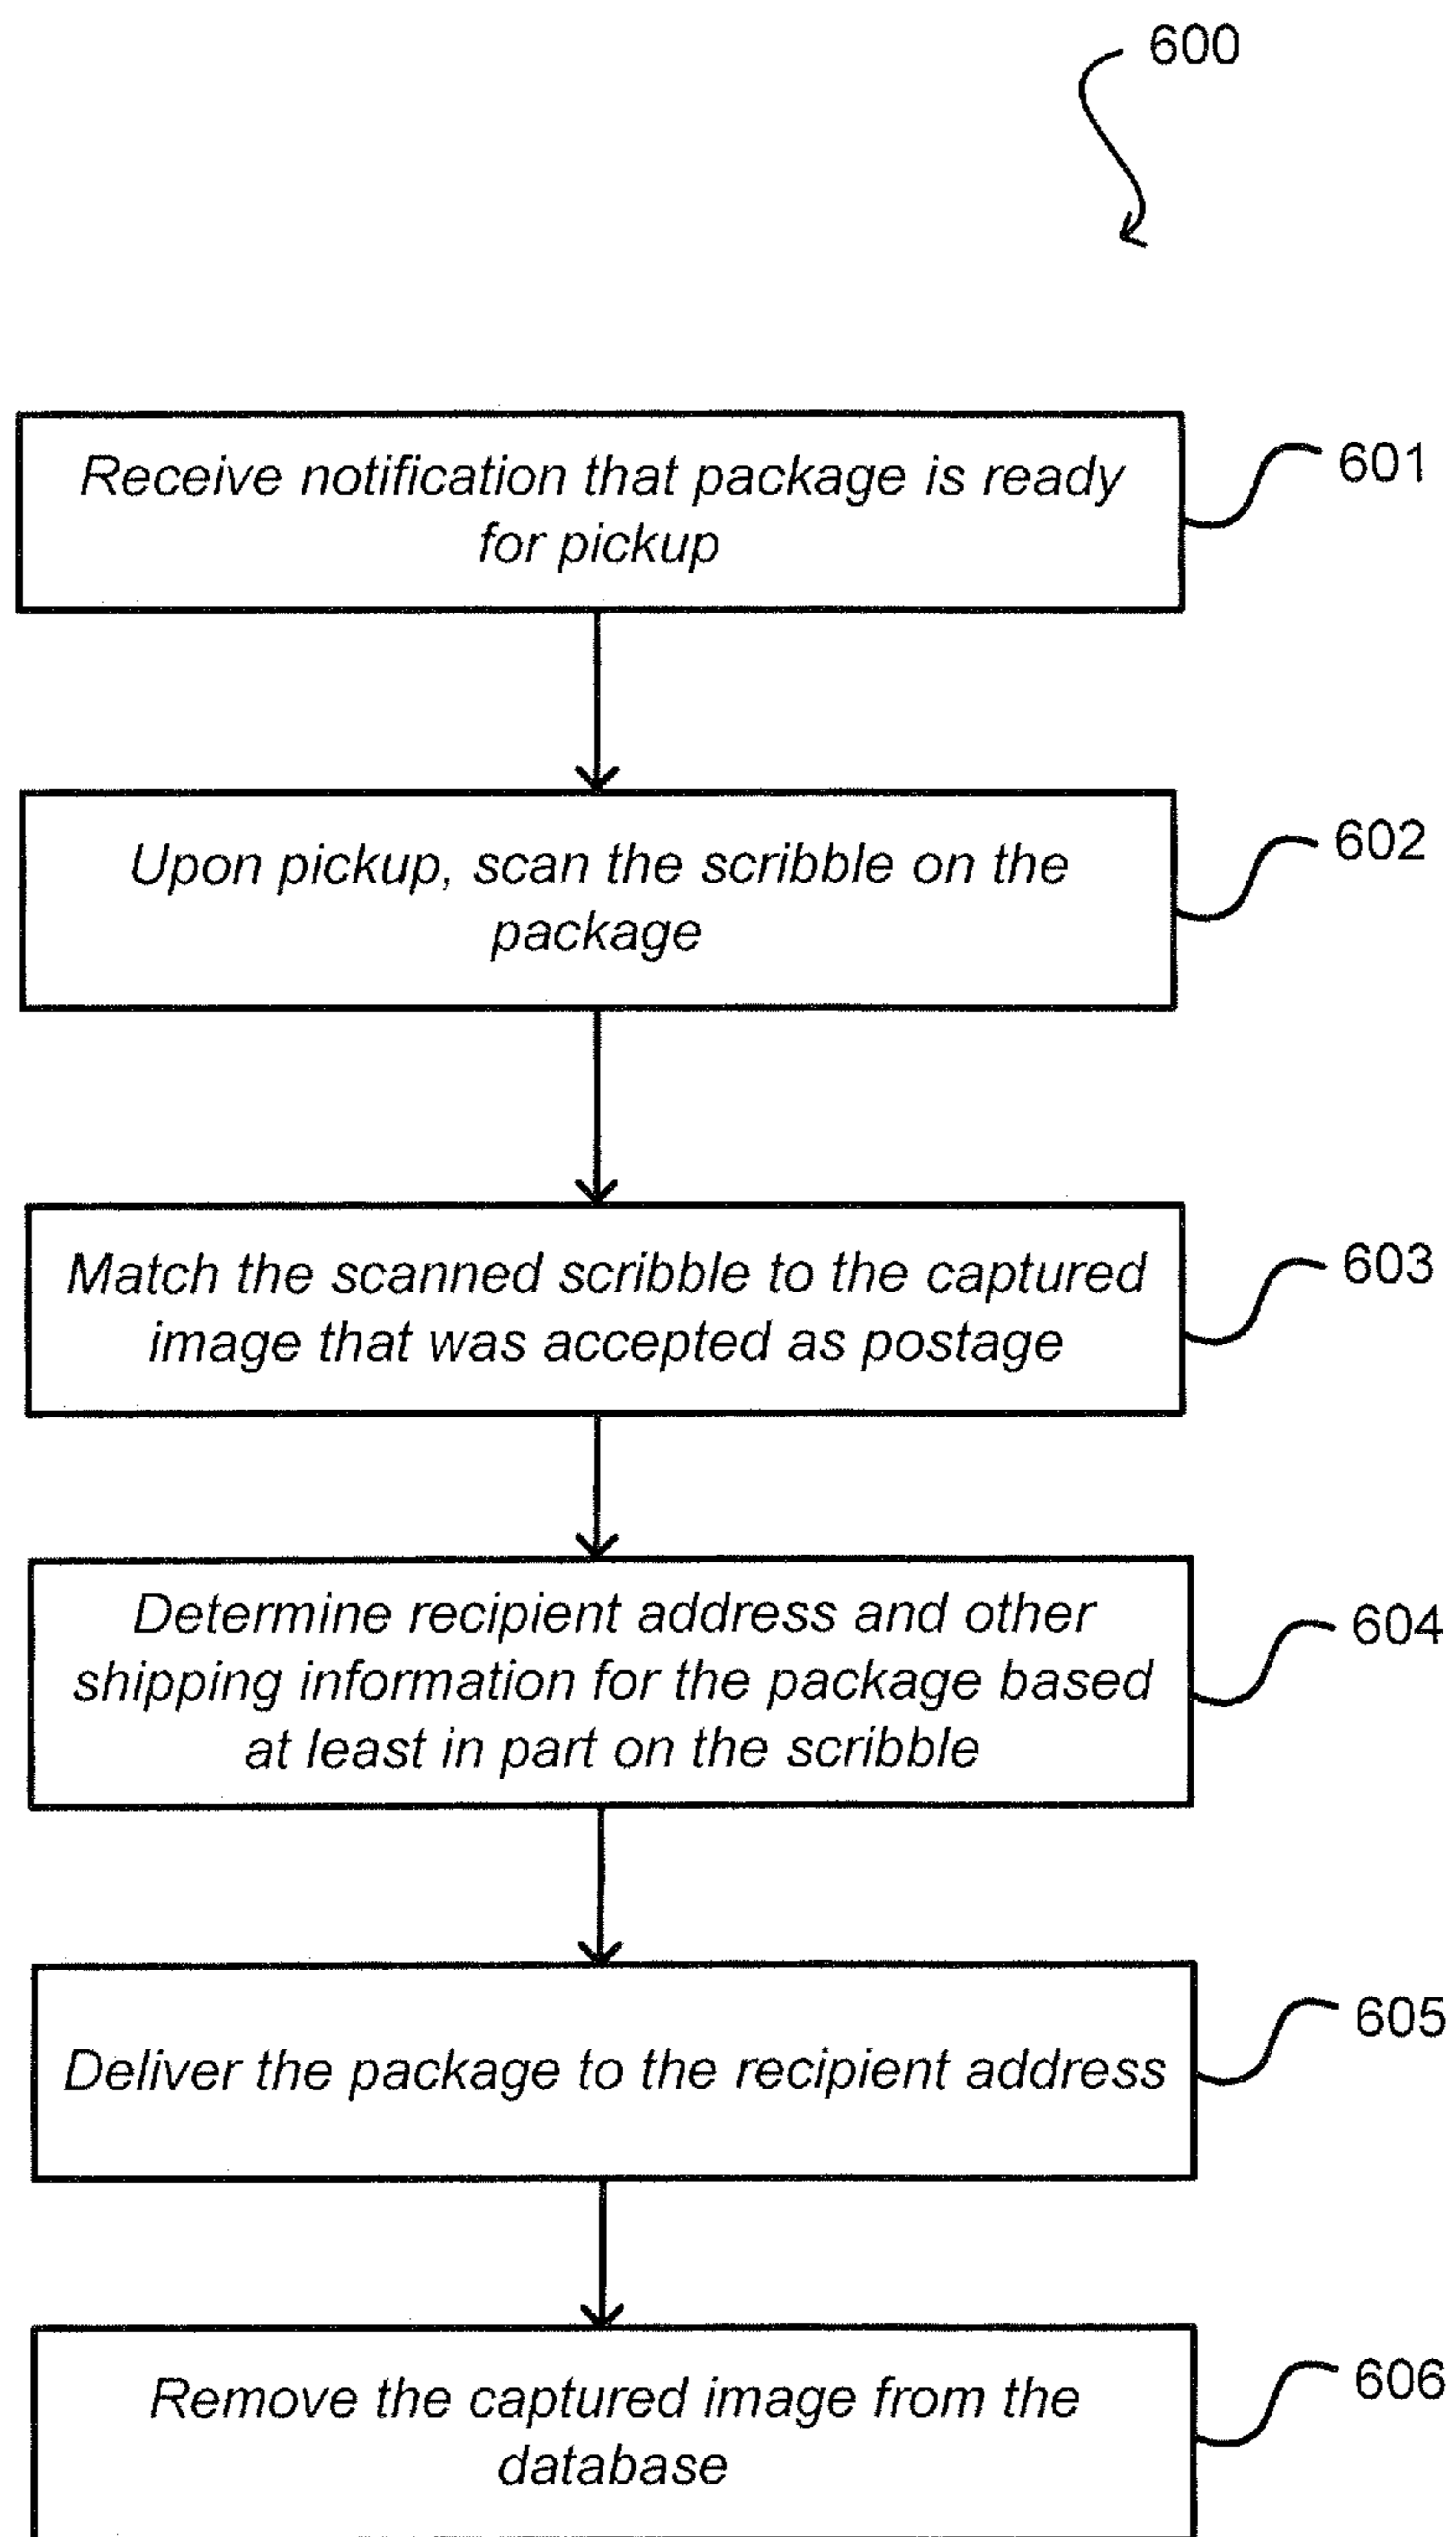 600
Receive notification that package is ready
for pickup
601
Upon pickup, scan the scribble on the
package
602
Match the scanned scribble to the captured
image that was accepted as postage
603
Determine recipient address and other
shipping information for the package based
at least in part on the scribble
604
Deliver the package to the recipient address
605
Remove the captured image from the
database
606